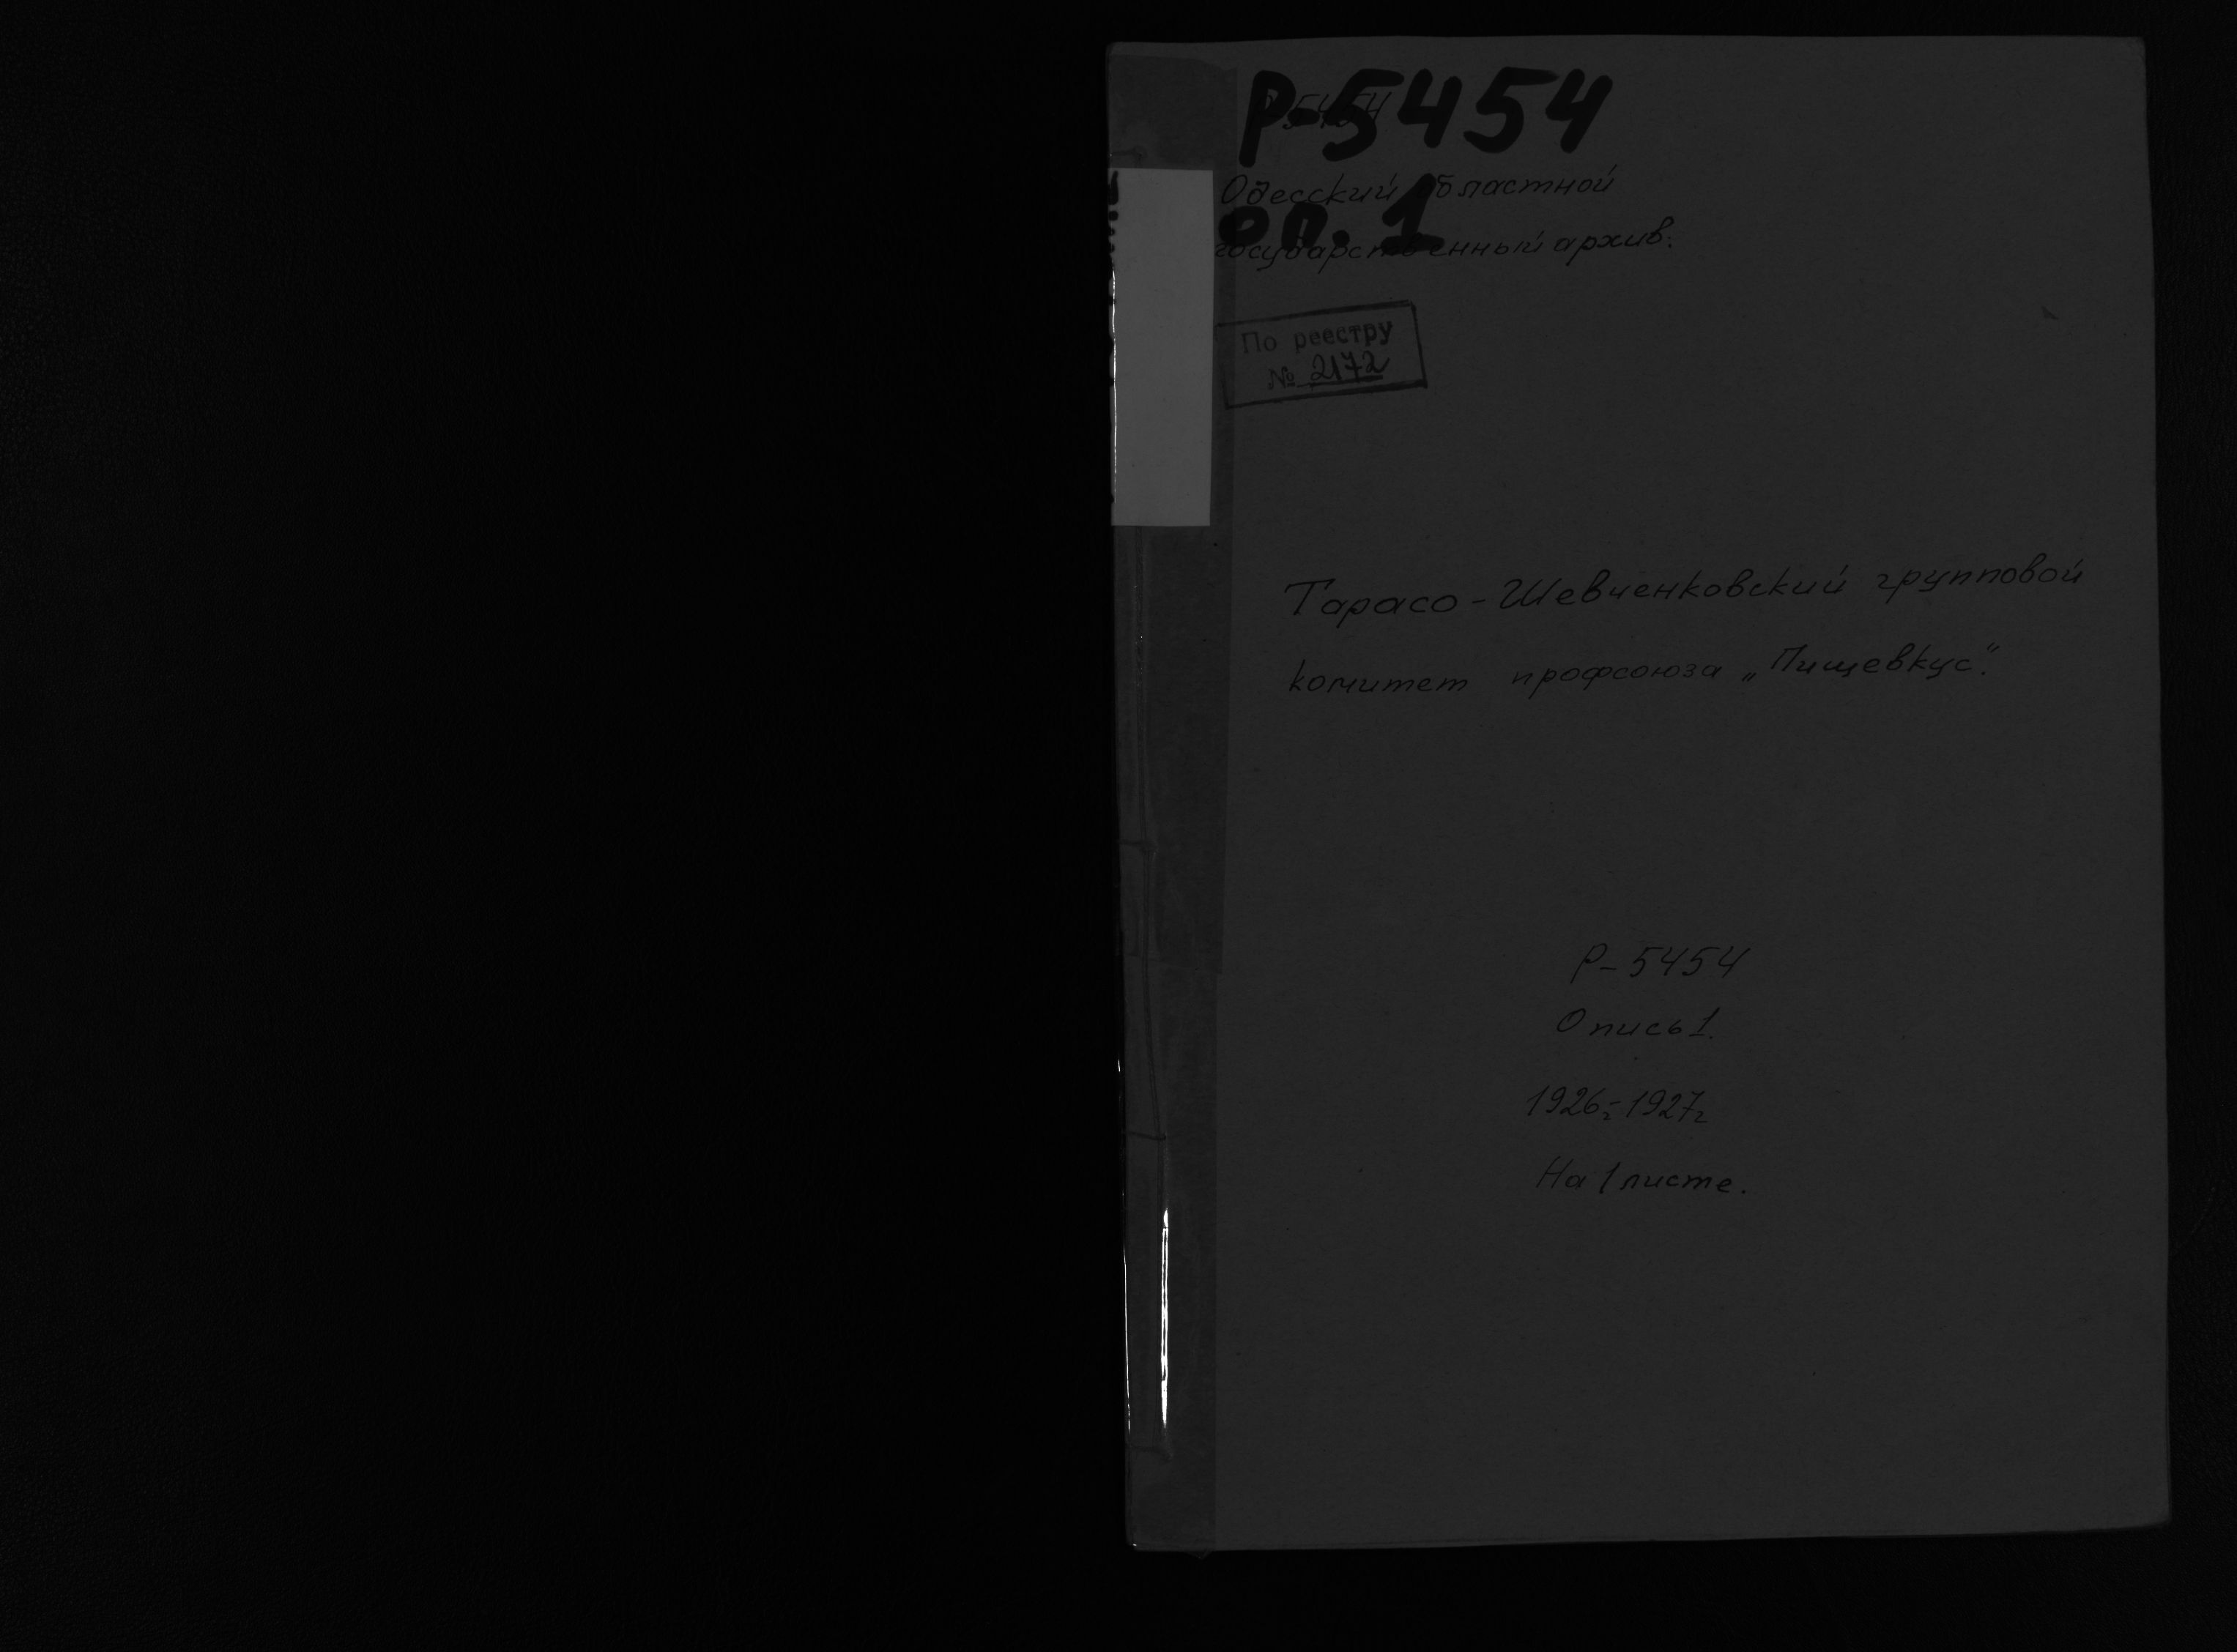 Р-5454
Р-5454
Одесский областной
оп. 1
государственный архив.
По реестру
№ 2172
Тарасо-Шевченковский групповой
комитет профсоюза „Пищевкус".
Р-5454
Опись 1.
1926г-1927г
На 1 листе.